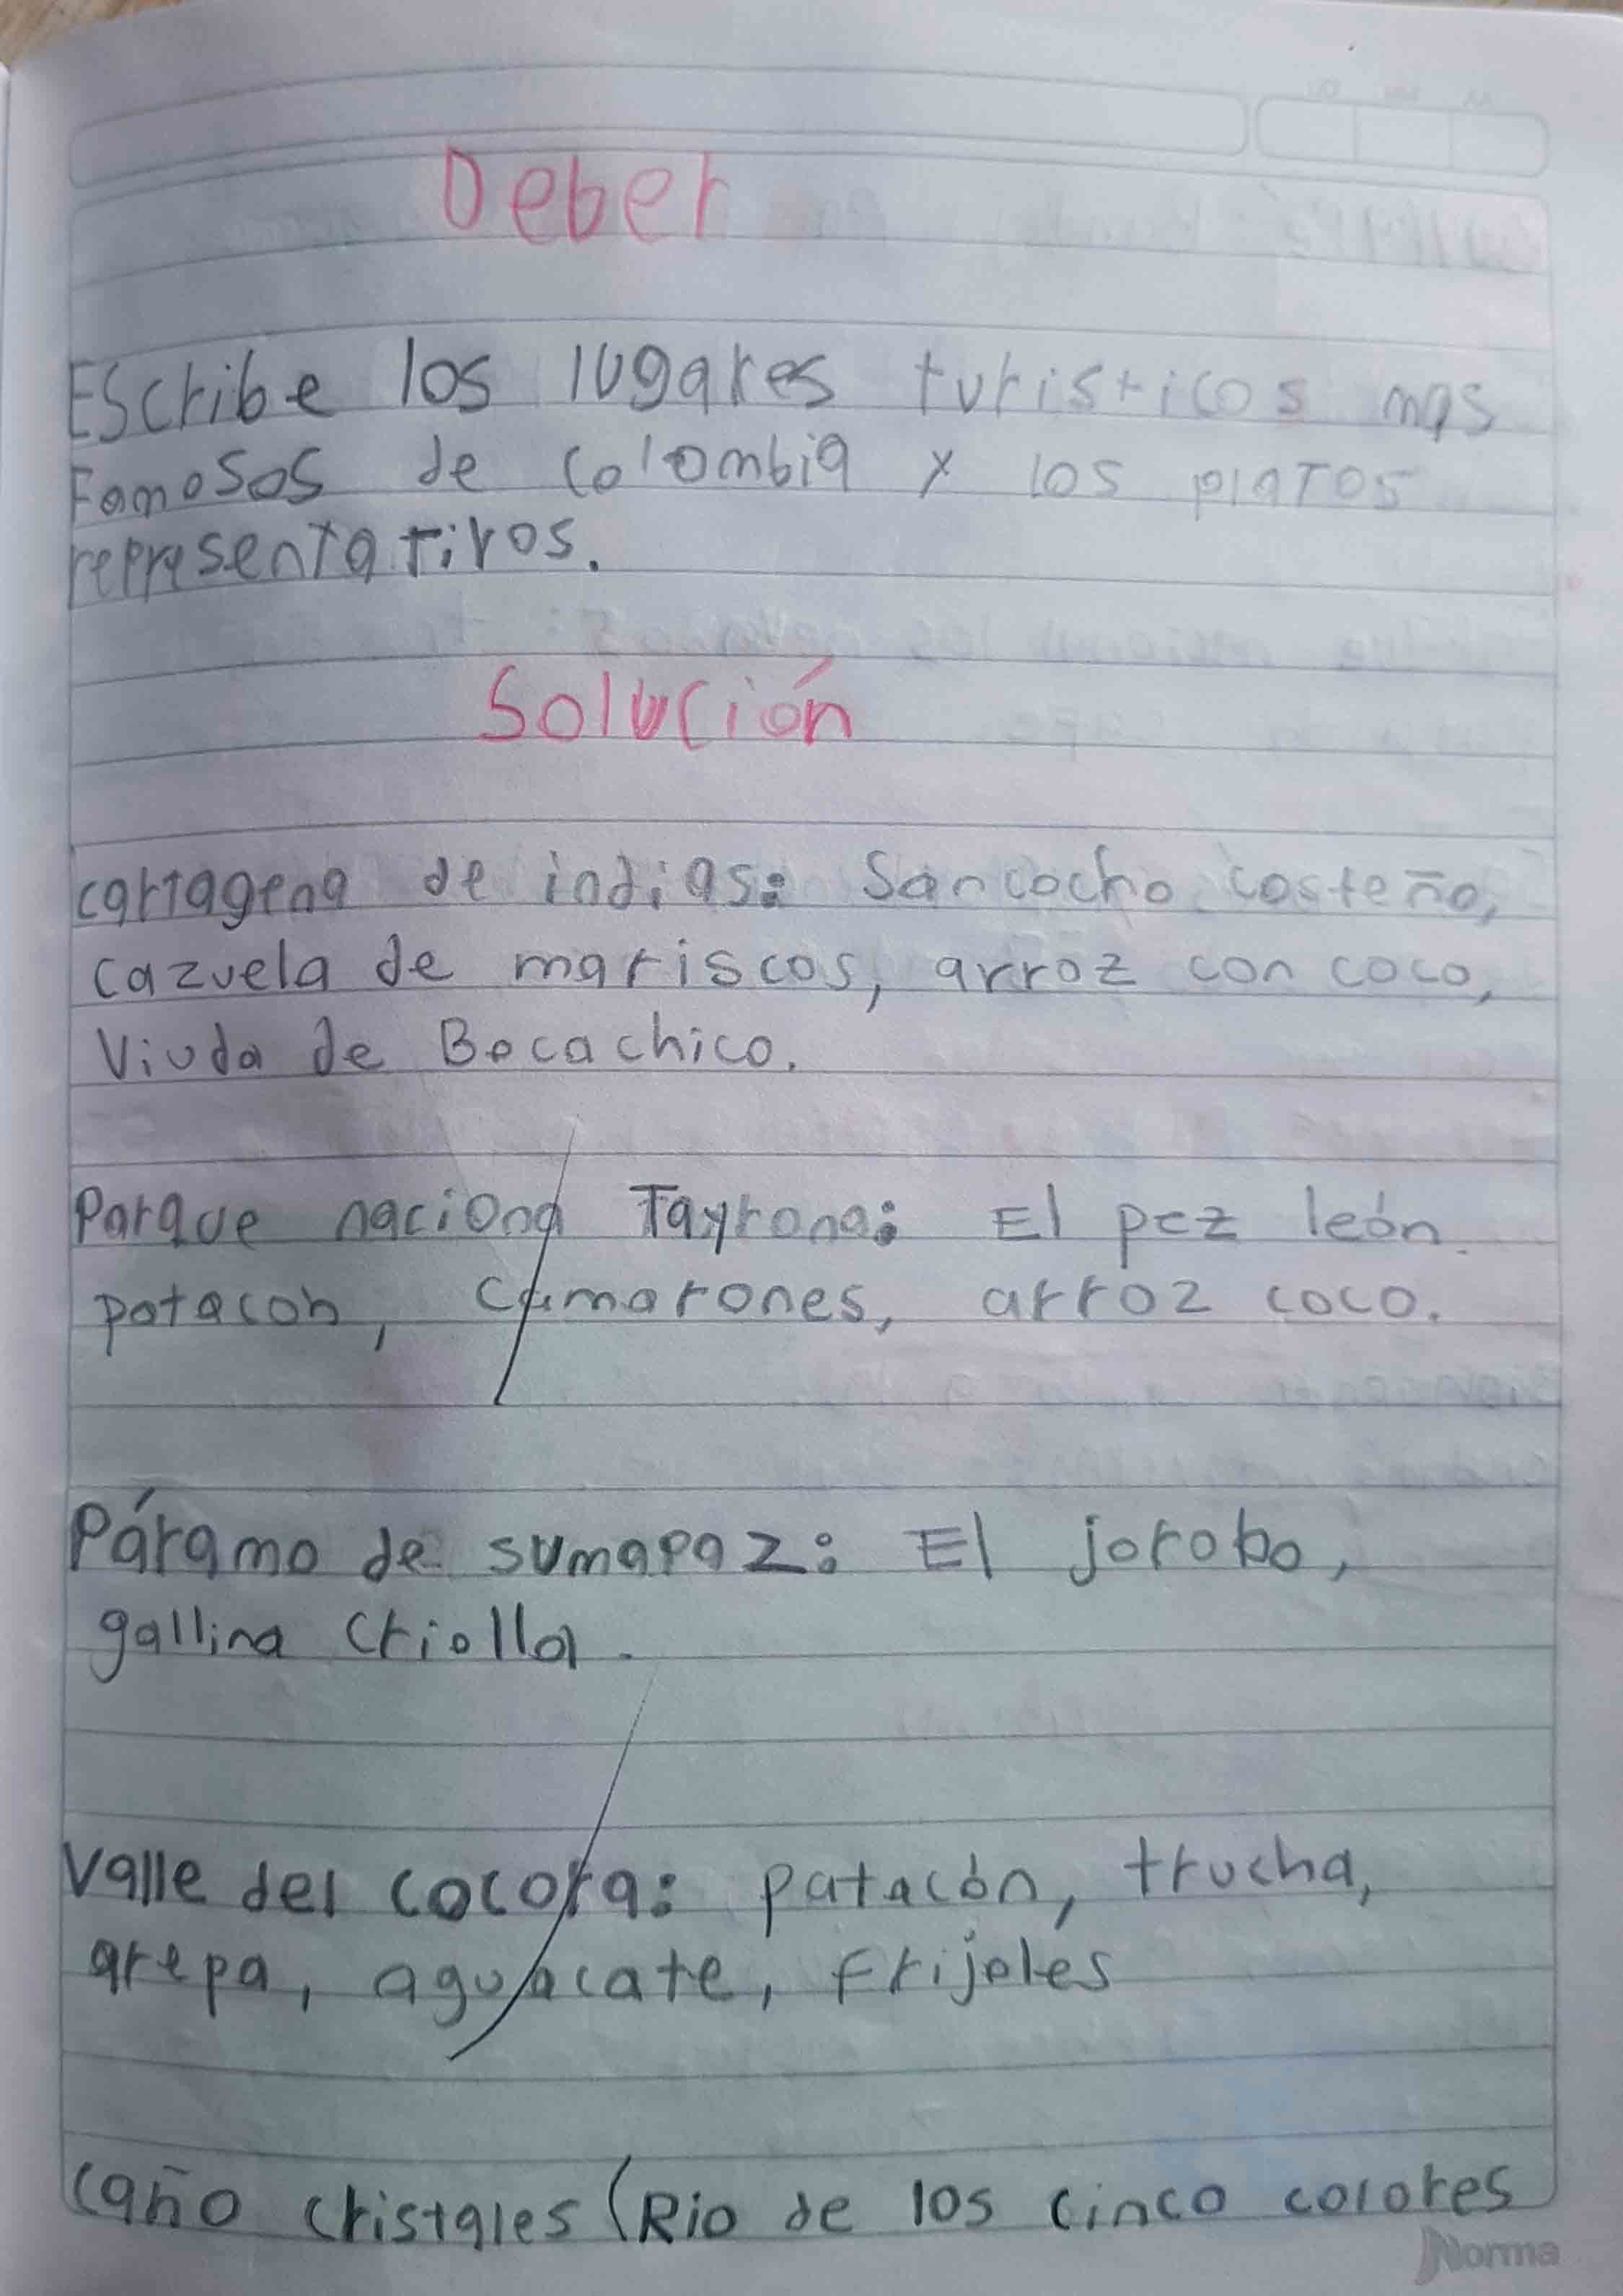 Deber
Escribe los lugares turisticos mas
Famosos de colombia y los platos
representativos.
Solución
cartagena de indias: Sancocho costeño,
cazuela de mariscos, arroz con coco,
Viuda de Bocachico.
Parque naciona Tayrona: El pez león.
patacon, camarones, arroz coco.
Páramo de sumapaz: El jorobo,
gallina criolla.
Valle del cocora: patacón, trucha,
arepa, aguacate, frijoles
caño cristales (Rio de los cinco colores
Norma